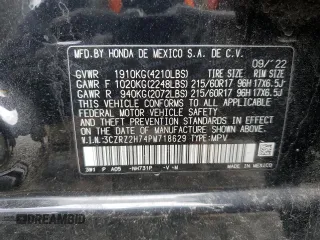 MFD.BY HONDA DE MEXICO S.A. DE C.V.
09/'22
GVWR 1910KG(4210LBS) TIRE SIZE RIM SIZE
GAWR F 1020KG(2248LBS) 215/60R17 96H 17X6.5J
GAWR R 940KG(2072LBS) 215/60R17 96H 17X6.5J
THIS VEHICLE CONFORMS TO ALL APPLICABLE
FEDERAL MOTOR VEHICLE SAFETY AND THEFT
PREVENTION STANDARDS IN EFFECT ON THE DATE
OF MANUFACTURE SHOWN ABOVE.
V.I.N:3CZRZ2H74PM718629 TYPE:MPV
3W1 P A05 -NH731P -V -N
MADE IN MEXICO